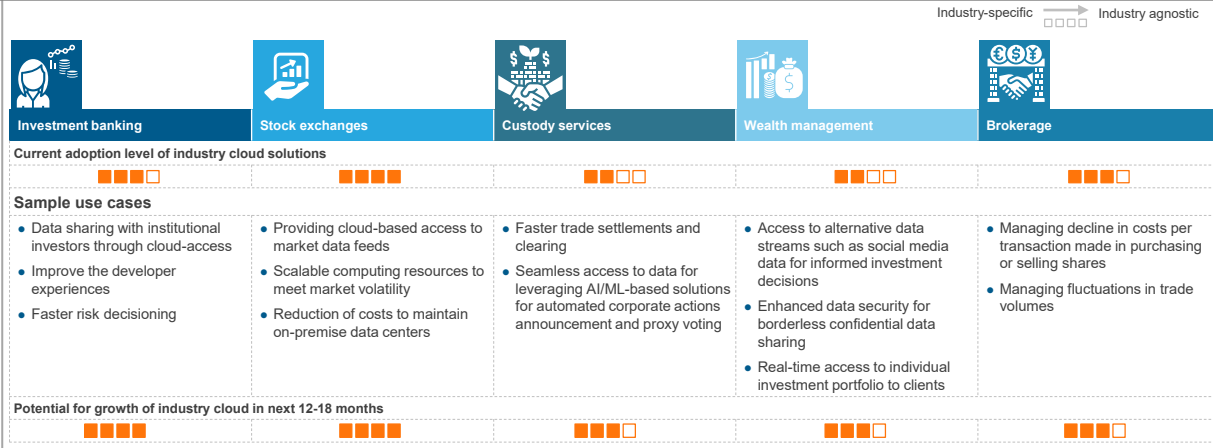 Industry-specific
Industry agnostic
Investment banking
Stock exchanges
Custody services
Wealth management
Brokerage
Current adoption level of industry cloud solutions
Sample use cases
● Data sharing with institutional
investors through cloud-access
● Improve the developer
experiences
● Faster risk decisioning
● Providing cloud-based access to
market data feeds
● Scalable computing resources to
meet market volatility
● Reduction of costs to maintain
on-premise data centers
● Faster trade settlements and
clearing
● Seamless access to data for
leveraging AI/ML-based solutions
for automated corporate actions
announcement and proxy voting
● Access to alternative data
streams such as social media
data for informed investment
decisions
● Enhanced data security for
borderless confidential data
sharing
● Real-time access to individual
investment portfolio to clients
● Managing decline in costs per
transaction made in purchasing
or selling shares
● Managing fluctuations in trade
volumes
Potential for growth of industry cloud in next 12-18 months